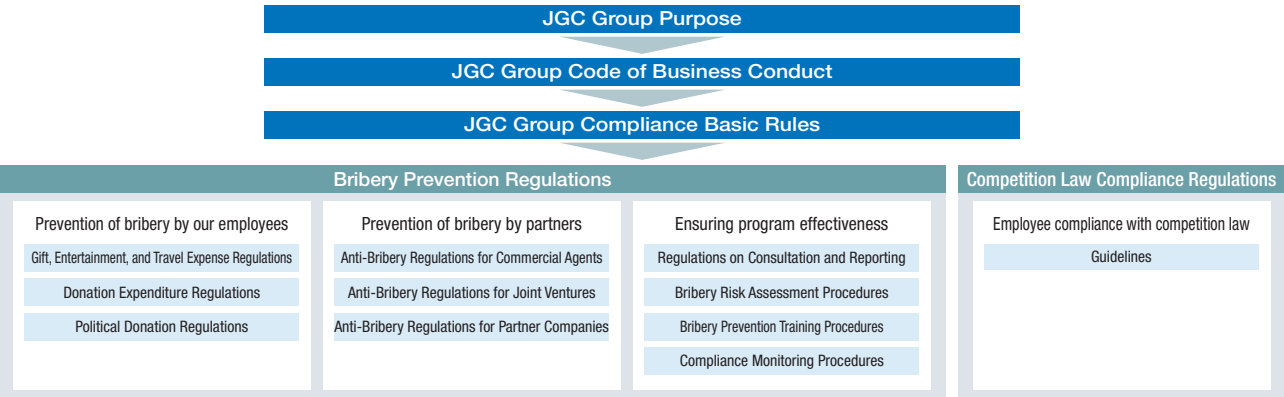 JGC Group Purpose
JGC Group Code of Business Conduct
JGC Group Compliance Basic Rules
Bribery Prevention Regulations
Prevention of bribery by our employees
Gift, Entertainment, and Travel Expense Regulations
Donation Expenditure Regulations
Political Donation Regulations
Prevention of bribery by partners
Anti-Bribery Regulations for Commercial Agents
Anti-Bribery Regulations for Joint Ventures
Anti-Bribery Regulations for Partner Companies
Ensuring program effectiveness
Regulations on Consultation and Reporting
Bribery Risk Assessment Procedures
Bribery Prevention Training Procedures
Compliance Monitoring Procedures
Competition Law Compliance Regulations
Employee compliance with competition law
Guidelines